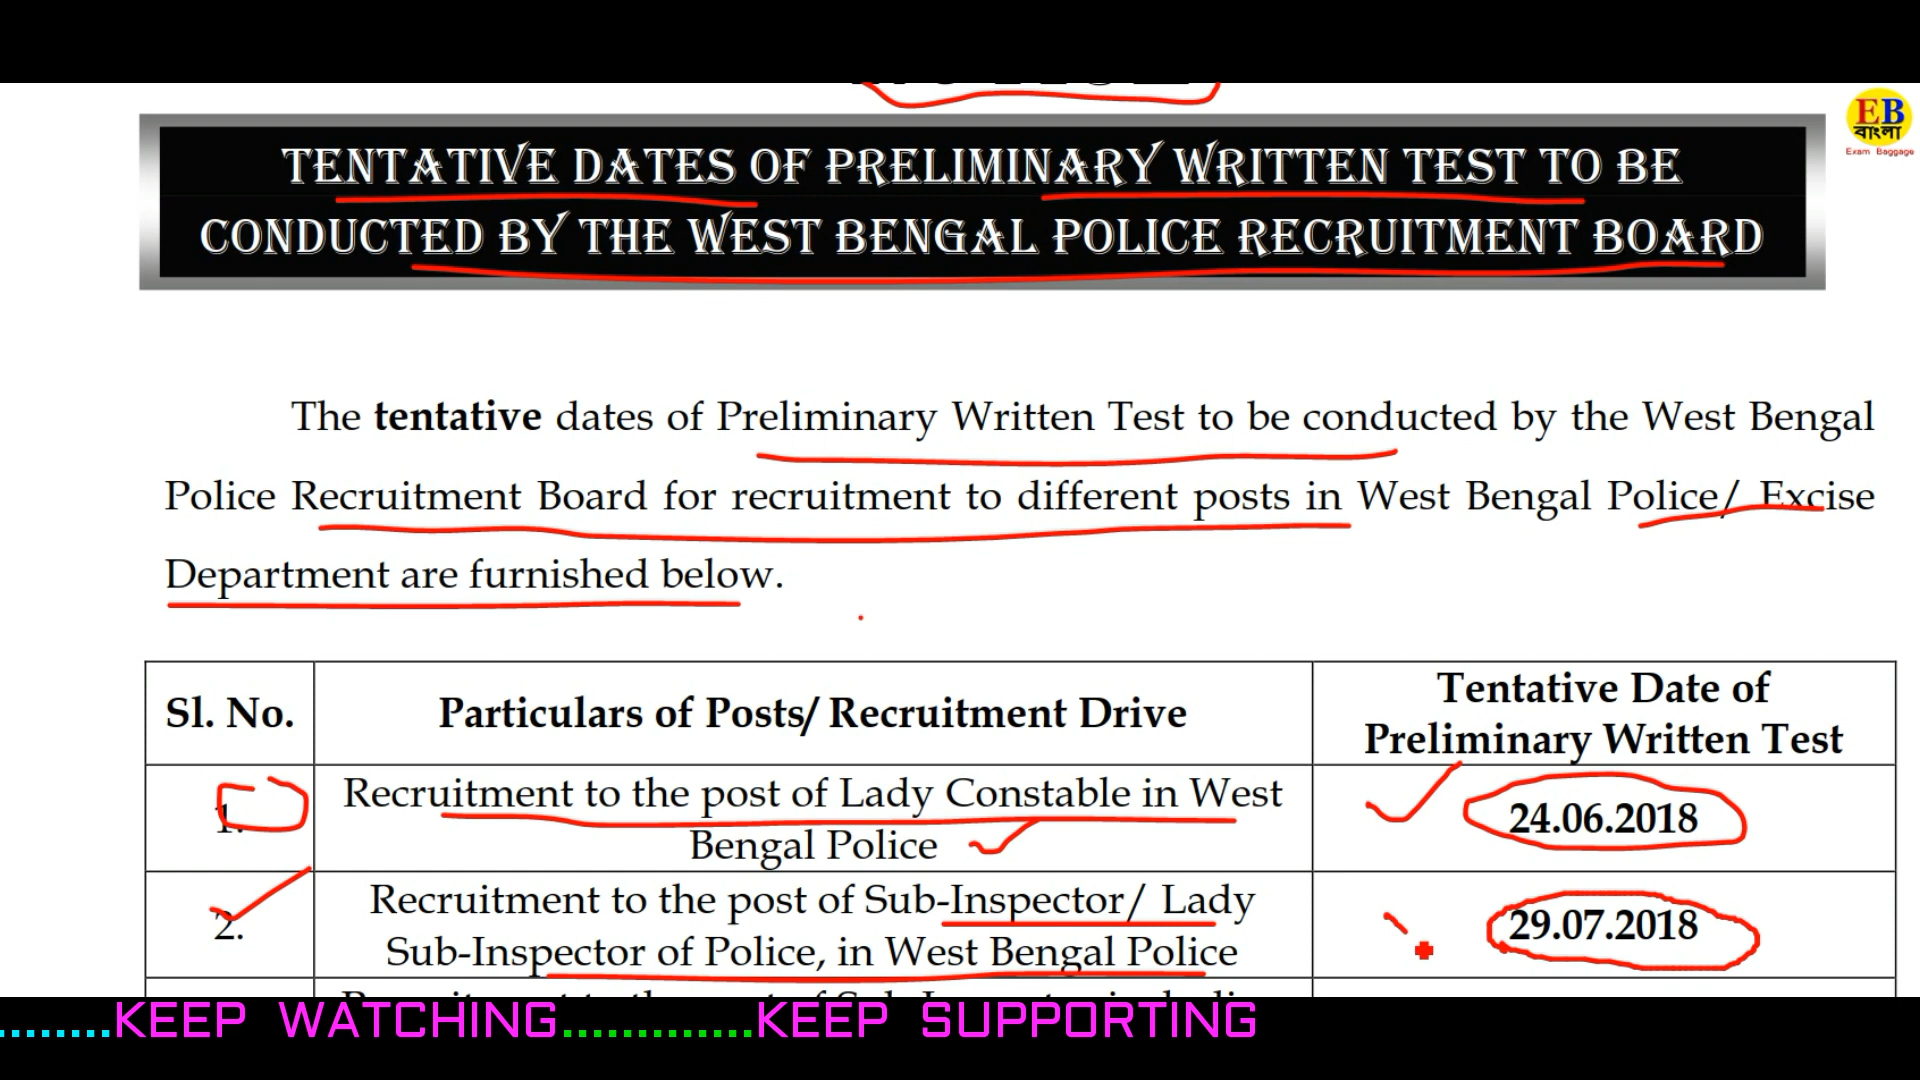 EB
বাংলা
Exam Baggage
TENTATIVE DATES OF PRELIMINARY WRITTEN TEST TO BE
CONDUCTED BY THE WEST BENGAL POLICE RECRUITMENT BOARD
The tentative dates of Preliminary Written Test to be conducted by the West Bengal
Police Recruitment Board for recruitment to different posts in West Bengal Police/ Excise
Department are furnished below.
Sl. No.
Particulars of Posts/ Recruitment Drive
Tentative Date of
Preliminary Written Test
1.
Recruitment to the post of Lady Constable in West
Bengal Police
24.06.2018
2.
Recruitment to the post of Sub-Inspector/ Lady
Sub-Inspector of Police, in West Bengal Police
29.07.2018
........KEEP WATCHING.............KEEP SUPPORTING